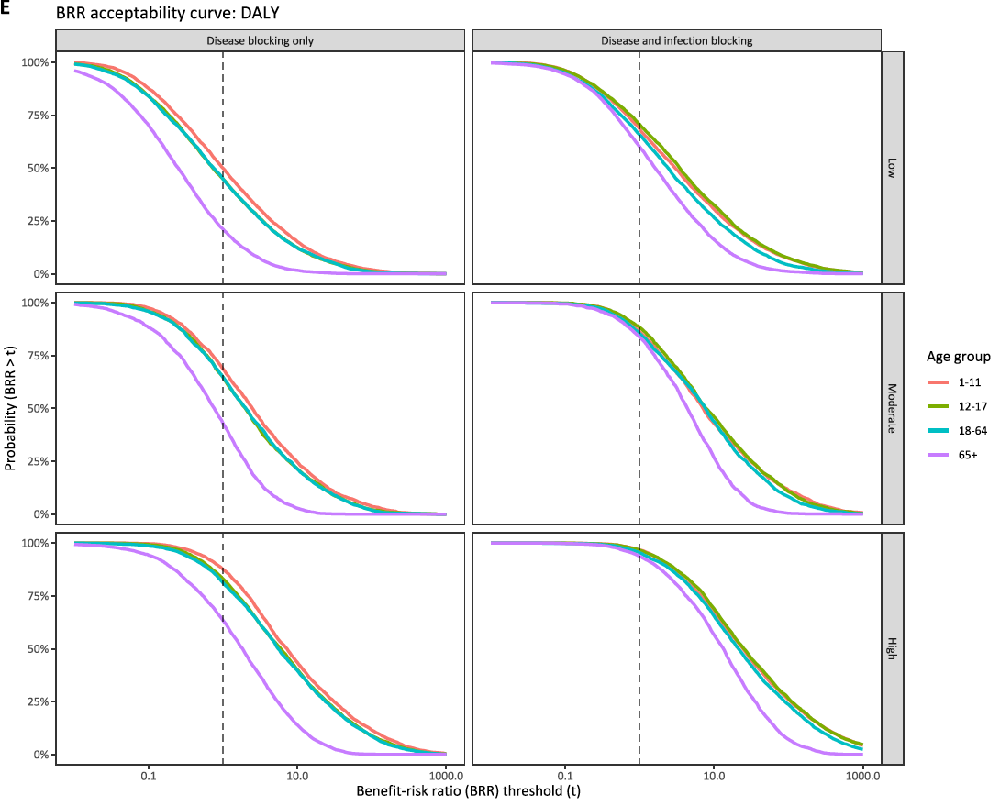 E
BRR acceptability curve: DALY
Disease blocking only
Disease and infection blocking
100%
75%
50%
25%
0%
Low
100%
75%
50%
25%
0%
Moderate
100%
75%
50%
25%
0%
High
Probability (BRR > t)
0.1
10.0
1000.0
0.1
10.0
1000.0
Benefit-risk ratio (BRR) threshold (t)
Age group
1-11
12-17
18-64
65+